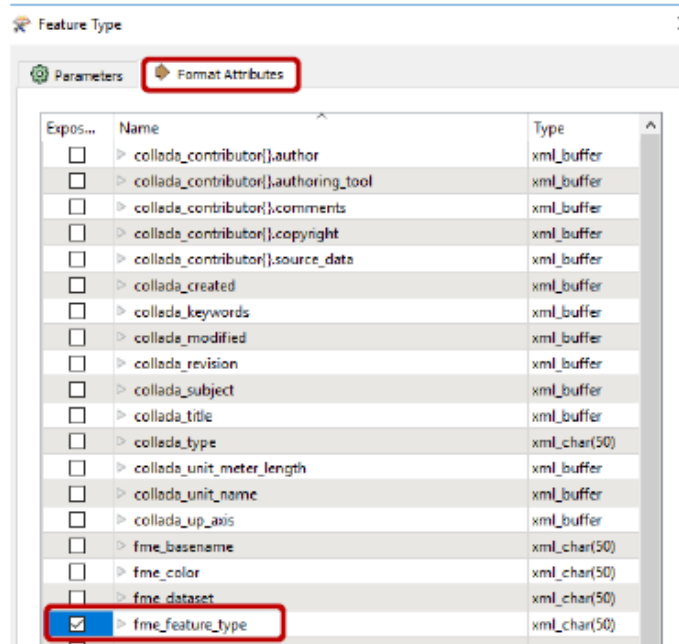 Feature Type
Parameters Format Attributes
Expos... Name Type
collada_contributor{}.author xml_buffer
collada_contributor{}.authoring_tool xml_buffer
collada_contributor{}.comments xml_buffer
collada_contributor{}.copyright xml_buffer
collada_contributor{}.source_data xml_buffer
collada_created xml_buffer
collada_keywords xml_buffer
collada_modified xml_buffer
collada_revision xml_buffer
collada_subject xml_buffer
collada_title xml_buffer
collada_type xml_char(50)
collada_unit_meter_length xml_buffer
collada_unit_name xml_buffer
collada_up_axis xml_buffer
fme_basename xml_char(50)
fme_color xml_char(50)
fme_dataset xml_char(50)
fme_feature_type xml_char(50)